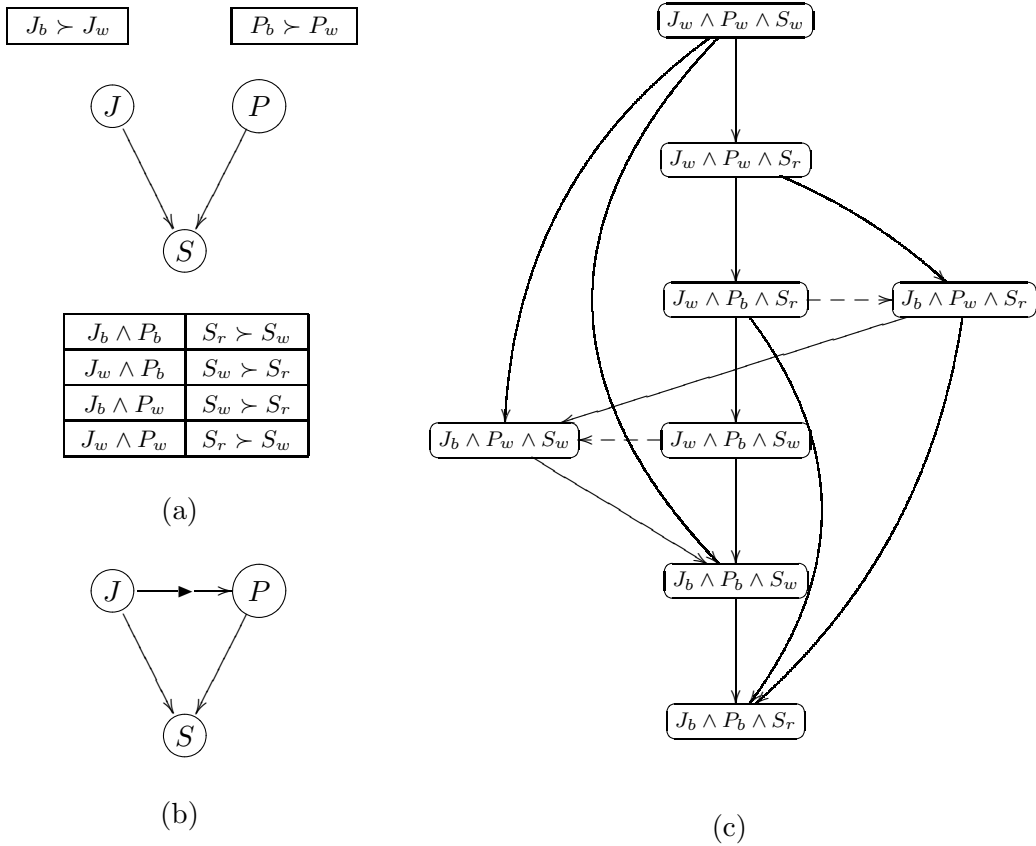 J_b ≻ J_w
P_b ≻ P_w
J
P
S
J_b ∧ P_b S_r ≻ S_w
J_w ∧ P_b S_w ≻ S_r
J_b ∧ P_w S_w ≻ S_r
J_w ∧ P_w S_r ≻ S_w
(a)
J
P
S
(b)
J_w ∧ P_w ∧ S_w
J_w ∧ P_w ∧ S_r
J_w ∧ P_b ∧ S_r
J_b ∧ P_w ∧ S_r
J_b ∧ P_w ∧ S_w
J_w ∧ P_b ∧ S_w
J_b ∧ P_b ∧ S_w
J_b ∧ P_b ∧ S_r
(c)